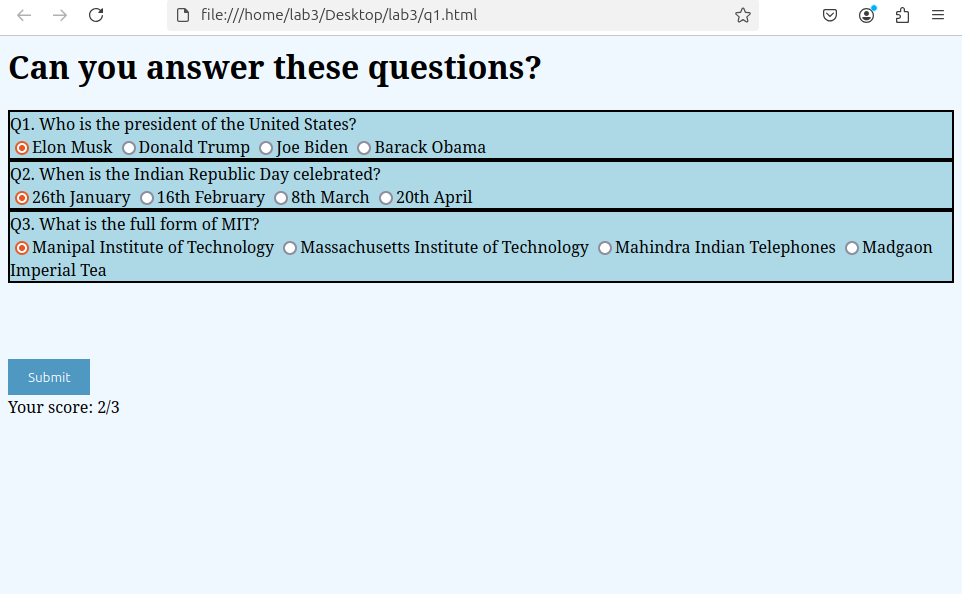 file:///home/lab3/Desktop/lab3/q1.html
Can you answer these questions?
Q1. Who is the president of the United States?
Elon Musk Donald Trump Joe Biden Barack Obama
Q2. When is the Indian Republic Day celebrated?
26th January 16th February 8th March 20th April
Q3. What is the full form of MIT?
Manipal Institute of Technology Massachusetts Institute of Technology Mahindra Indian Telephones Madgaon
Imperial Tea
Submit
Your score: 2/3